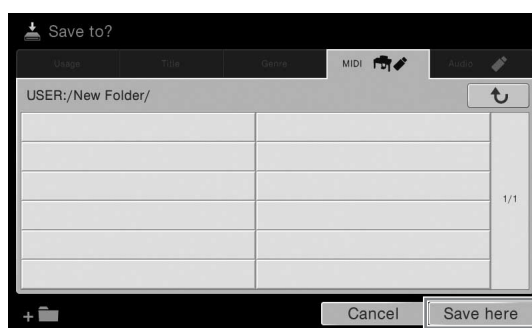 Save to?
Usage Title Genre MIDI Audio
USER:/New Folder/
1/1
+
Cancel Save here